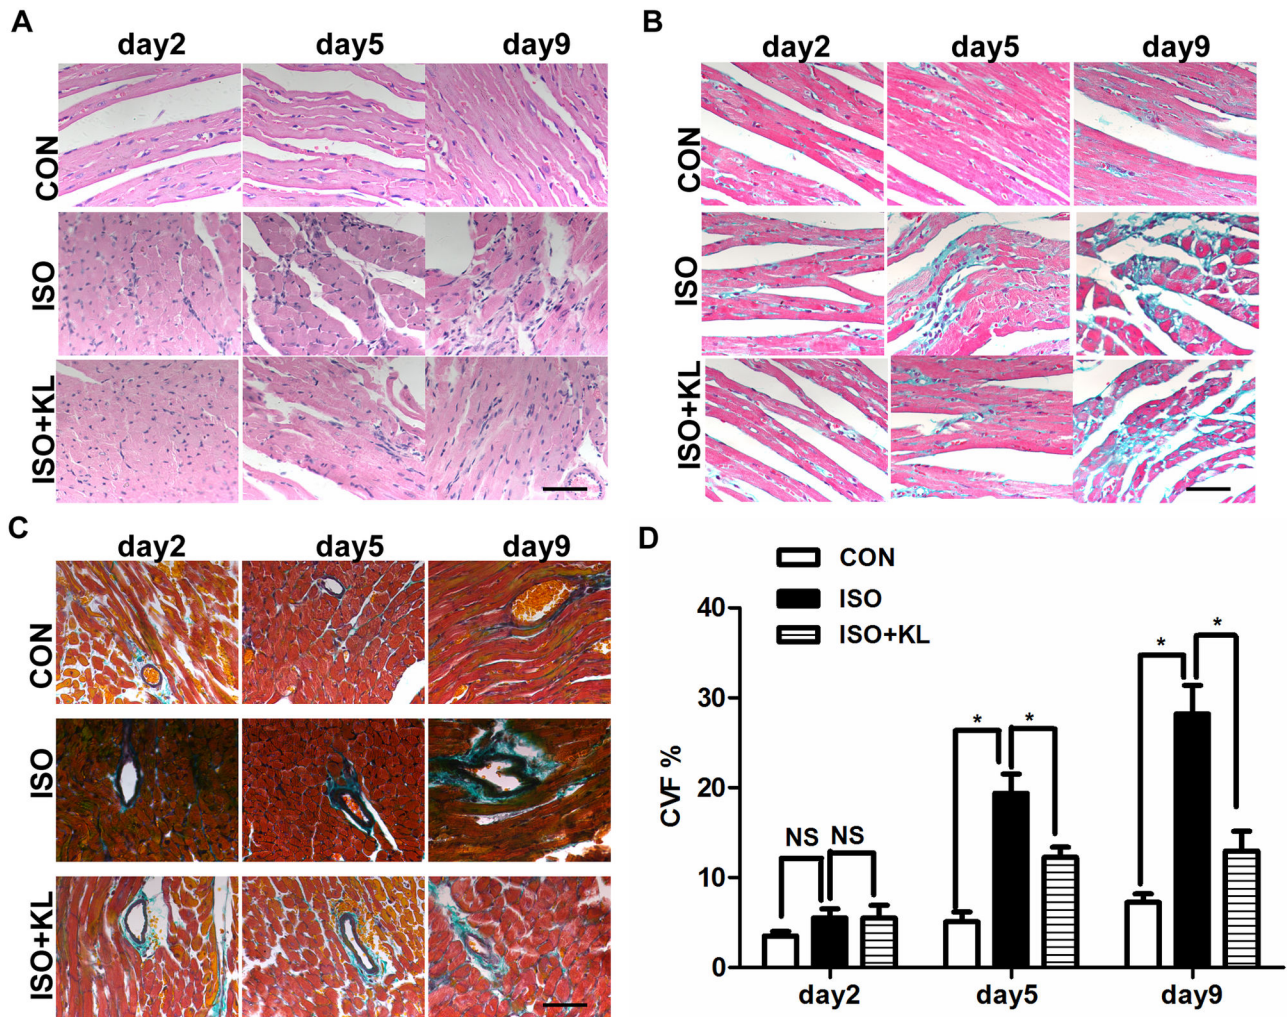 A
day2 day5 day9
CON
ISO
ISO+KL
B
day2 day5 day9
CON
ISO
ISO+KL
C
day2 day5 day9
CON
ISO
ISO+KL
D
CON
ISO
ISO+KL
CVF %
40
30
20
10
0
NS NS
* *
* *
day2 day5 day9